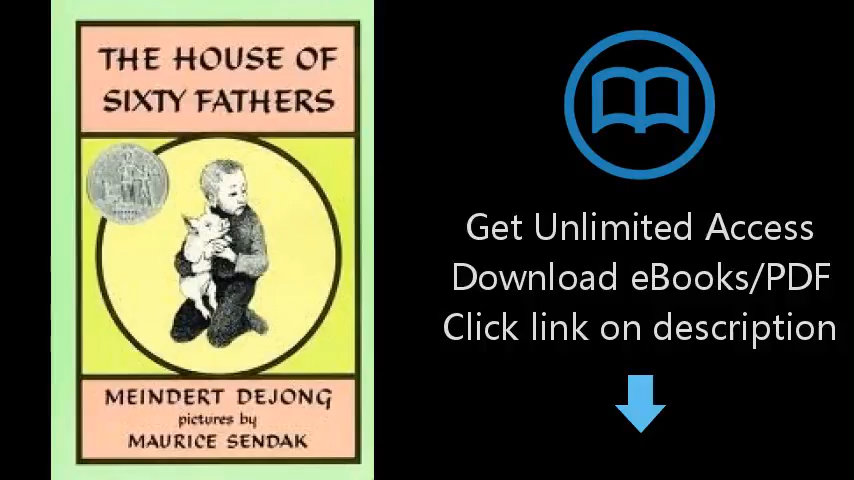 THE HOUSE OF
SIXTY FATHERS
MEINDERT DEJONG
pictures by
MAURICE SENDAK
Get Unlimited Access
Download eBooks/PDF
Click link on description